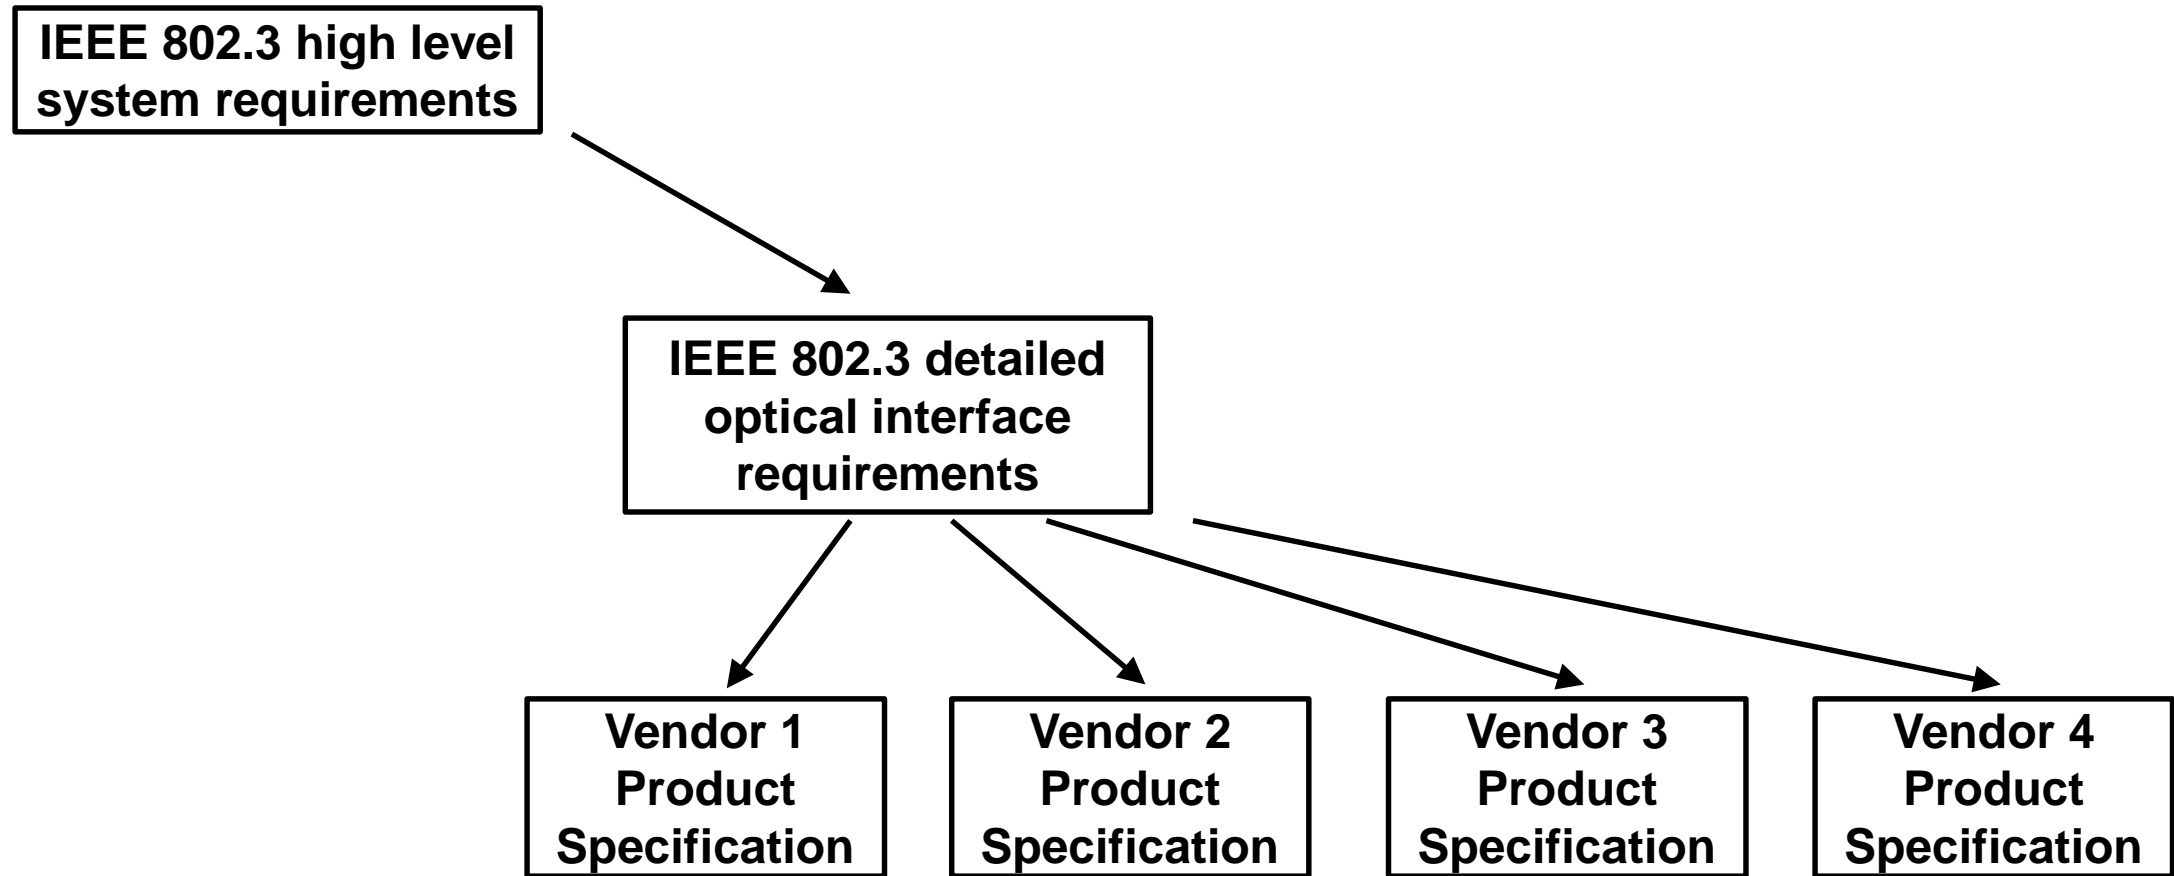 IEEE 802.3 high level
system requirements
IEEE 802.3 detailed
optical interface
requirements
Vendor 1
Product
Specification
Vendor 2
Product
Specification
Vendor 3
Product
Specification
Vendor 4
Product
Specification